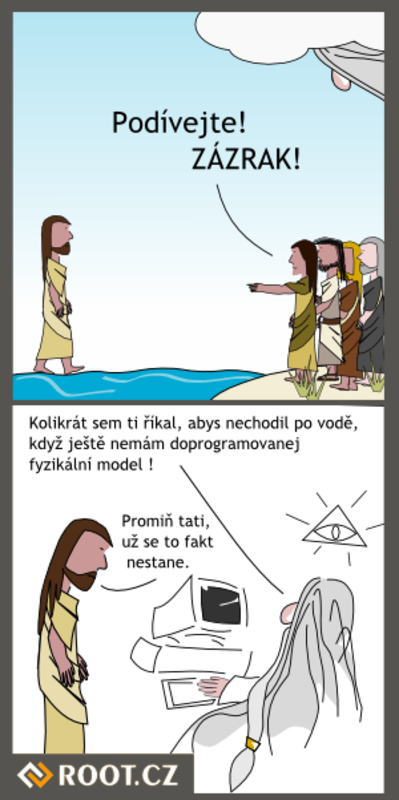 Podívejte!
ZÁZRAK!
Kolikrát sem ti říkal, abys nechodil po vodě,
když ještě nemám doprogramovanej
fyzikální model !
Promiň tati,
už se to fakt
nestane.
ROOT.CZ